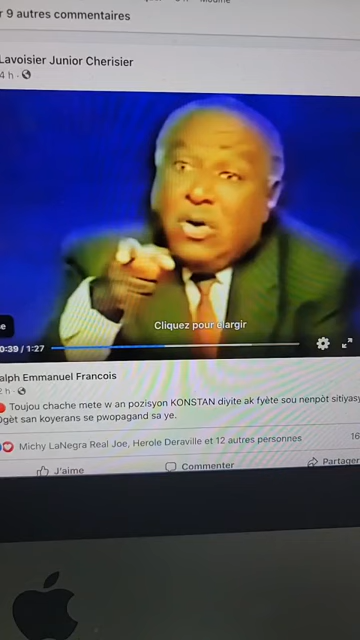 r 9 autres commentaires
Lavoisier Junior Cherisier
4 h
Cliquez pour élargir
0:39 / 1:27
alph Emmanuel Francois
2 h
Toujou chache mete w an pozisyon KONSTAN diyite ak fyète sou nenpòt sitiyasy
Ogèt san koyerans se pwopagand sa ye.
Michy LaNegra Real Joe, Herole Deraville et 12 autres personnes
16
J'aime
Commenter
Partager